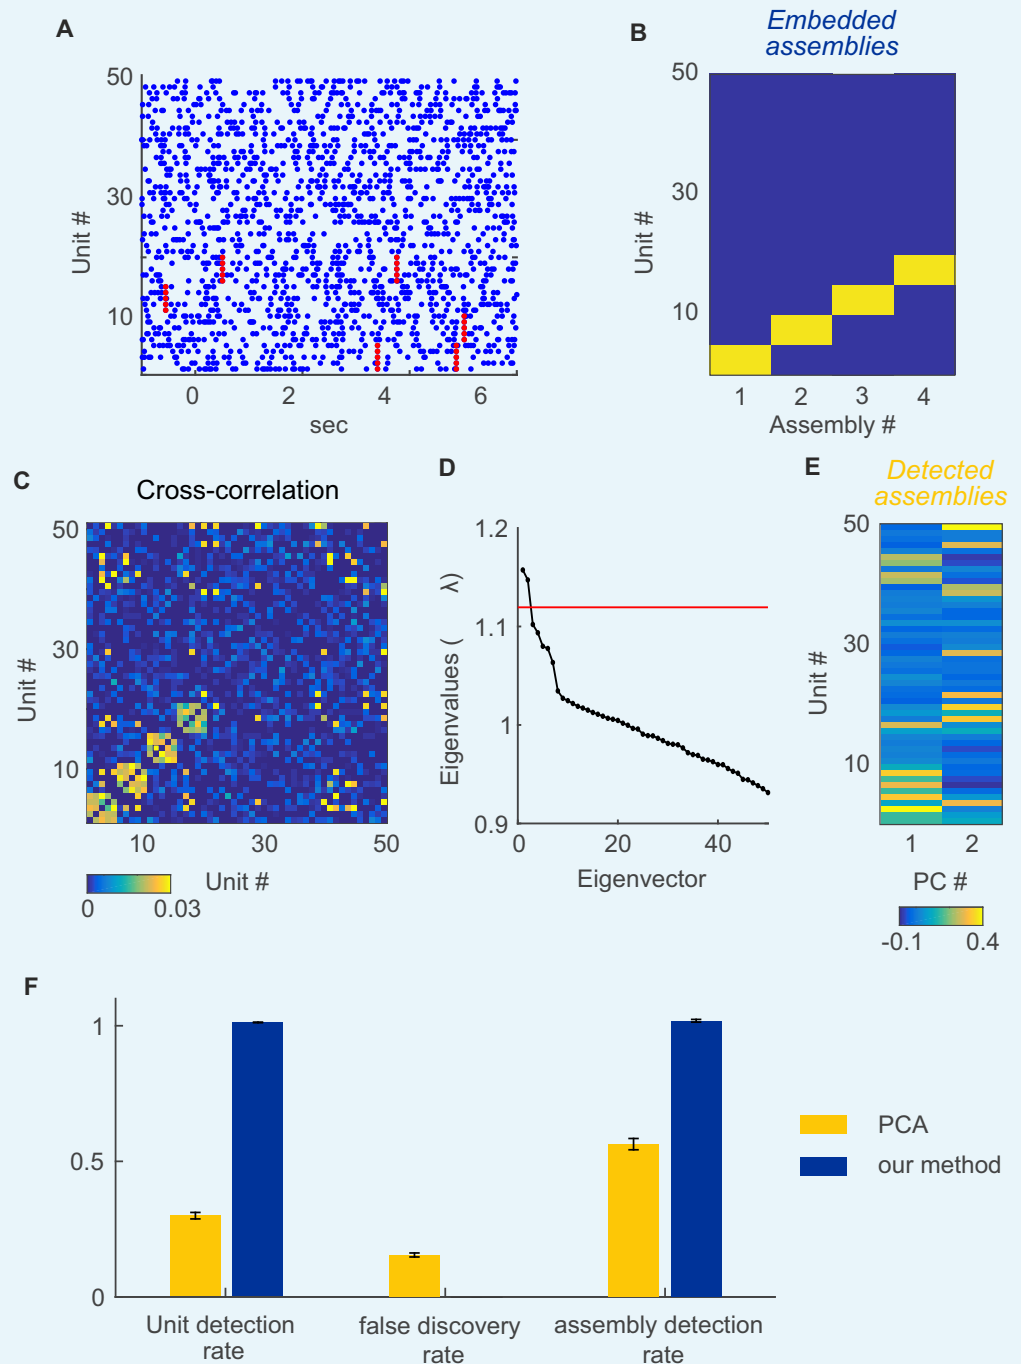 A
50
30
10
Unit #
0 2 4 6
sec
B
Embedded
assemblies
50
30
10
Unit #
1 2 3 4
Assembly #
C
Cross-correlation
50
30
10
Unit #
10 30 50
Unit #
0 0.03
D
1.2
1.1
1
0.9
Eigenvalues ( λ)
0 20 40
Eigenvector
E
Detected
assemblies
50
30
10
Unit #
1 2
PC #
-0.1 0.4
F
1
0.5
0
Unit detection
rate
false discovery
rate
assembly detection
rate
PCA
our method